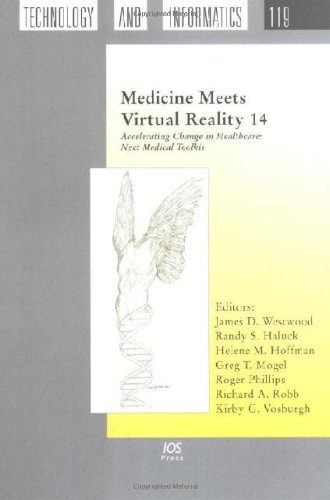 TECHNOLOGY AND INFORMATICS 119
Medicine Meets
Virtual Reality 14
Accelerating Change in Healthcare:
Next Medical Toolkit
Editors:
James D. Westwood
Randy S. Haluck
Helene M. Hoffman
Greg T. Mogel
Roger Phillips
Richard A. Robb
Kirby G. Vosburgh
IOS
Press